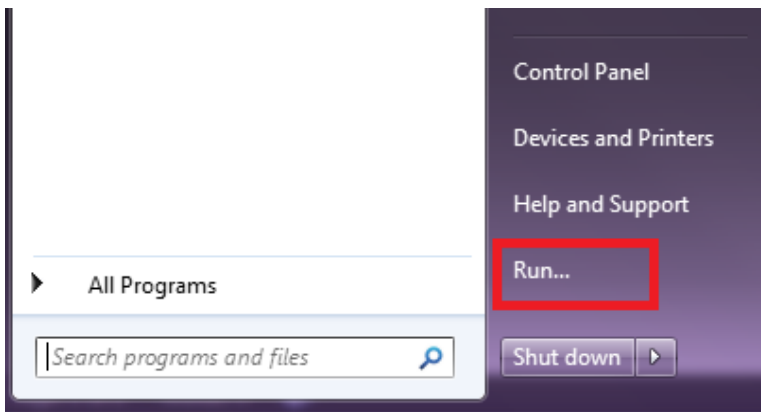 Control Panel
Devices and Printers
Help and Support
Run...
All Programs
Search programs and files
Shut down